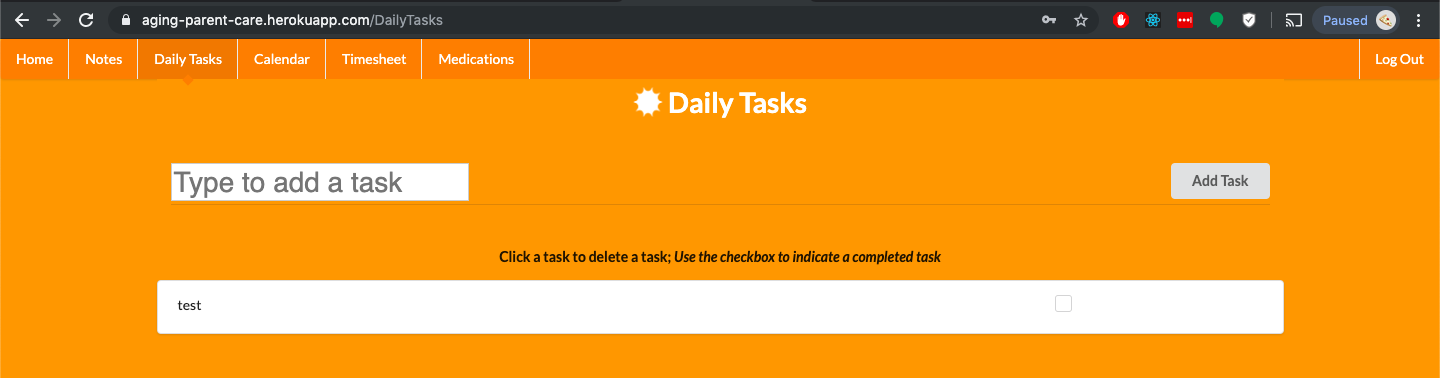 aging-parent-care.herokuapp.com/DailyTasks
Paused
Home Notes Daily Tasks Calendar Timesheet Medications Log Out
Daily Tasks
Type to add a task
Add Task
Click a task to delete a task; Use the checkbox to indicate a completed task
test